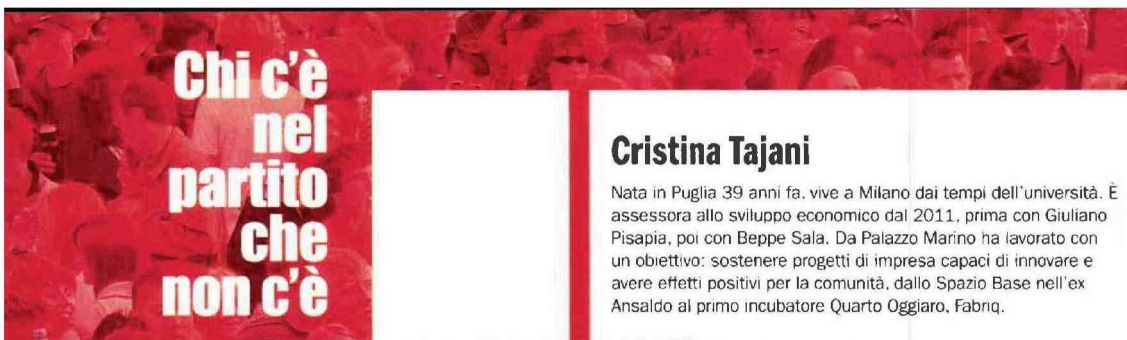 Chi c'è
nel
partito
che
non c'è
Cristina Tajani
Nata in Puglia 39 anni fa, vive a Milano dai tempi dell'università. È
assessora allo sviluppo economico dal 2011, prima con Giuliano
Pisapia, poi con Beppe Sala. Da Palazzo Marino ha lavorato con
un obiettivo: sostenere progetti di impresa capaci di innovare e
avere effetti positivi per la comunità, dallo Spazio Base nell'ex
Ansaldo al primo incubatore Quarto Oggiaro, Fabriq.